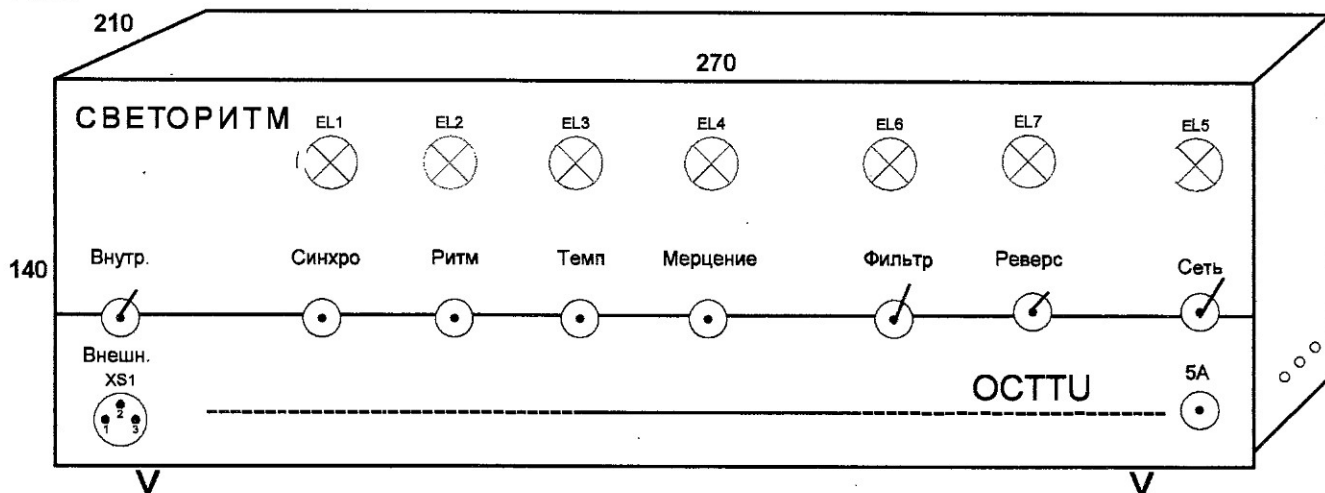 210
270
СВЕТОРИТМ
EL1 EL2 EL3 EL4 EL6 EL7 EL5
140
Внутр. Синхро Ритм Темп Мерцение Фильтр Реверс Сеть
Внешн.
XS1
1 2 3
OCTTU
5А